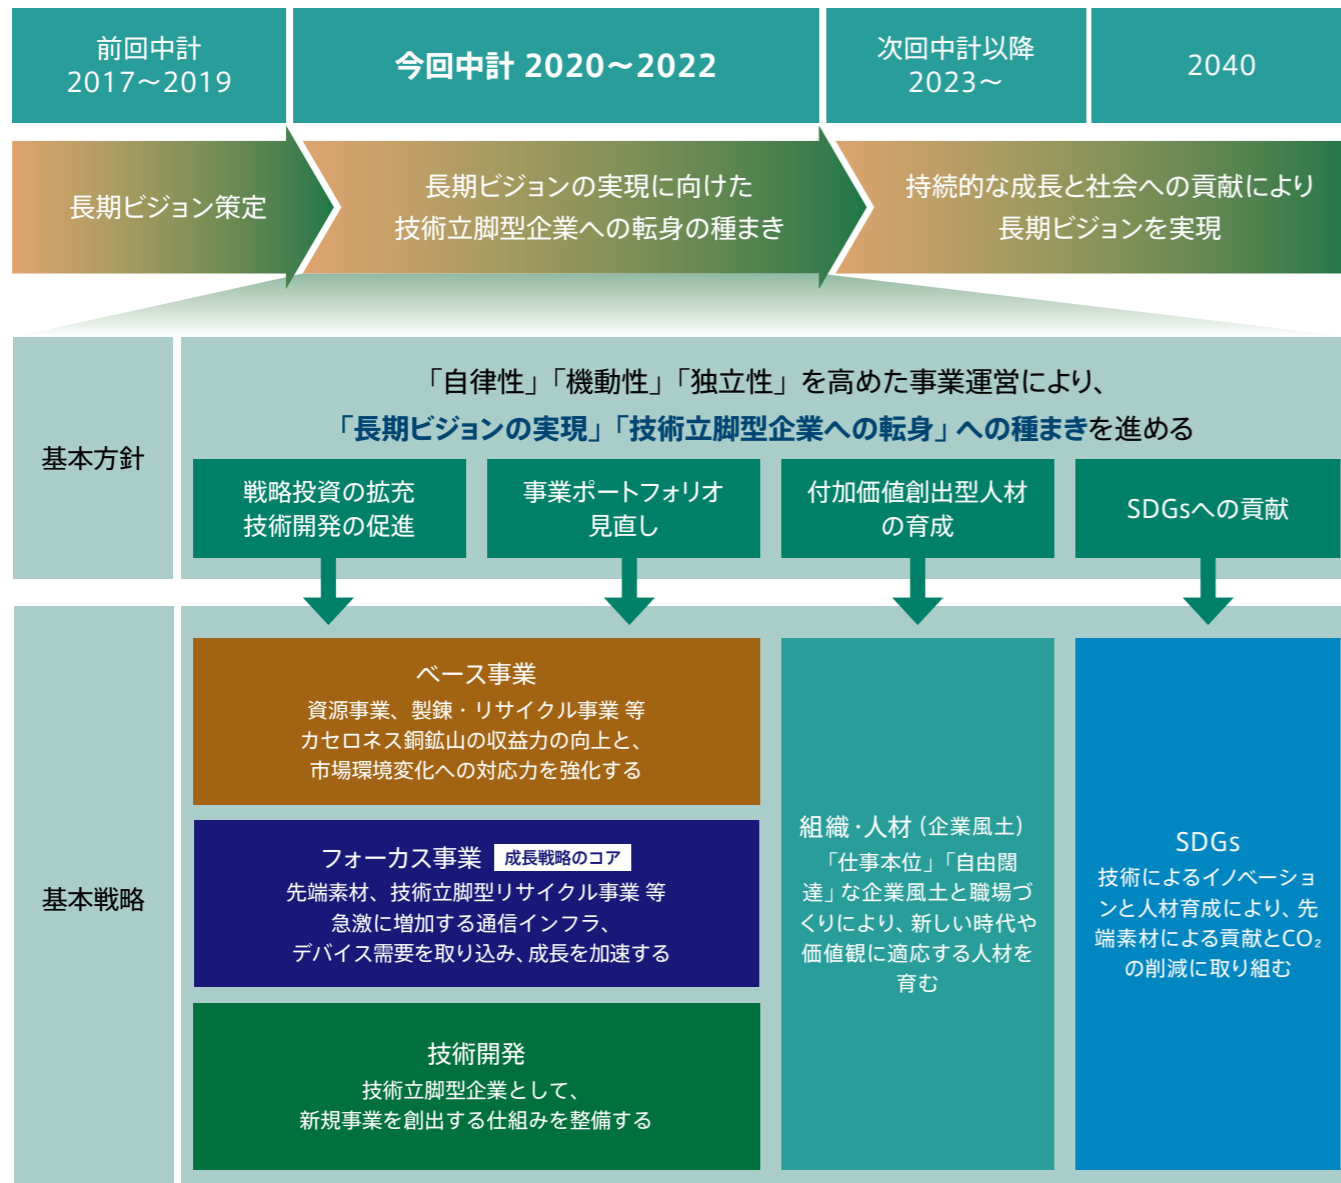 前回中計
2017～2019
今回中計 2020～2022
次回中計以降
2023～
2040
長期ビジョン策定
長期ビジョンの実現に向けた
技術立脚型企業への転身の種まき
持続的な成長と社会への貢献により
長期ビジョンを実現
基本方針
「自律性」「機動性」「独立性」を高めた事業運営により、
「長期ビジョンの実現」「技術立脚型企業への転身」への種まきを進める
戦略投資の拡充
技術開発の促進
事業ポートフォリオ
見直し
付加価値創出型人材
の育成
SDGsへの貢献
基本戦略
ベース事業
資源事業、製錬・リサイクル事業 等
カセロネス銅鉱山の収益力の向上と、
市場環境変化への対応力を強化する
フォーカス事業 成長戦略のコア
先端素材、技術立脚型リサイクル事業 等
急激に増加する通信インフラ、
デバイス需要を取り込み、成長を加速する
技術開発
技術立脚型企業として、
新規事業を創出する仕組みを整備する
組織・人材（企業風土）
「仕事本位」「自由闊
達」な企業風土と職場づ
くりにより、新しい時代や
価値観に適応する人材を
育む
SDGs
技術によるイノベーショ
ンと人材育成により、先
端素材による貢献とCO₂
の削減に取り組む